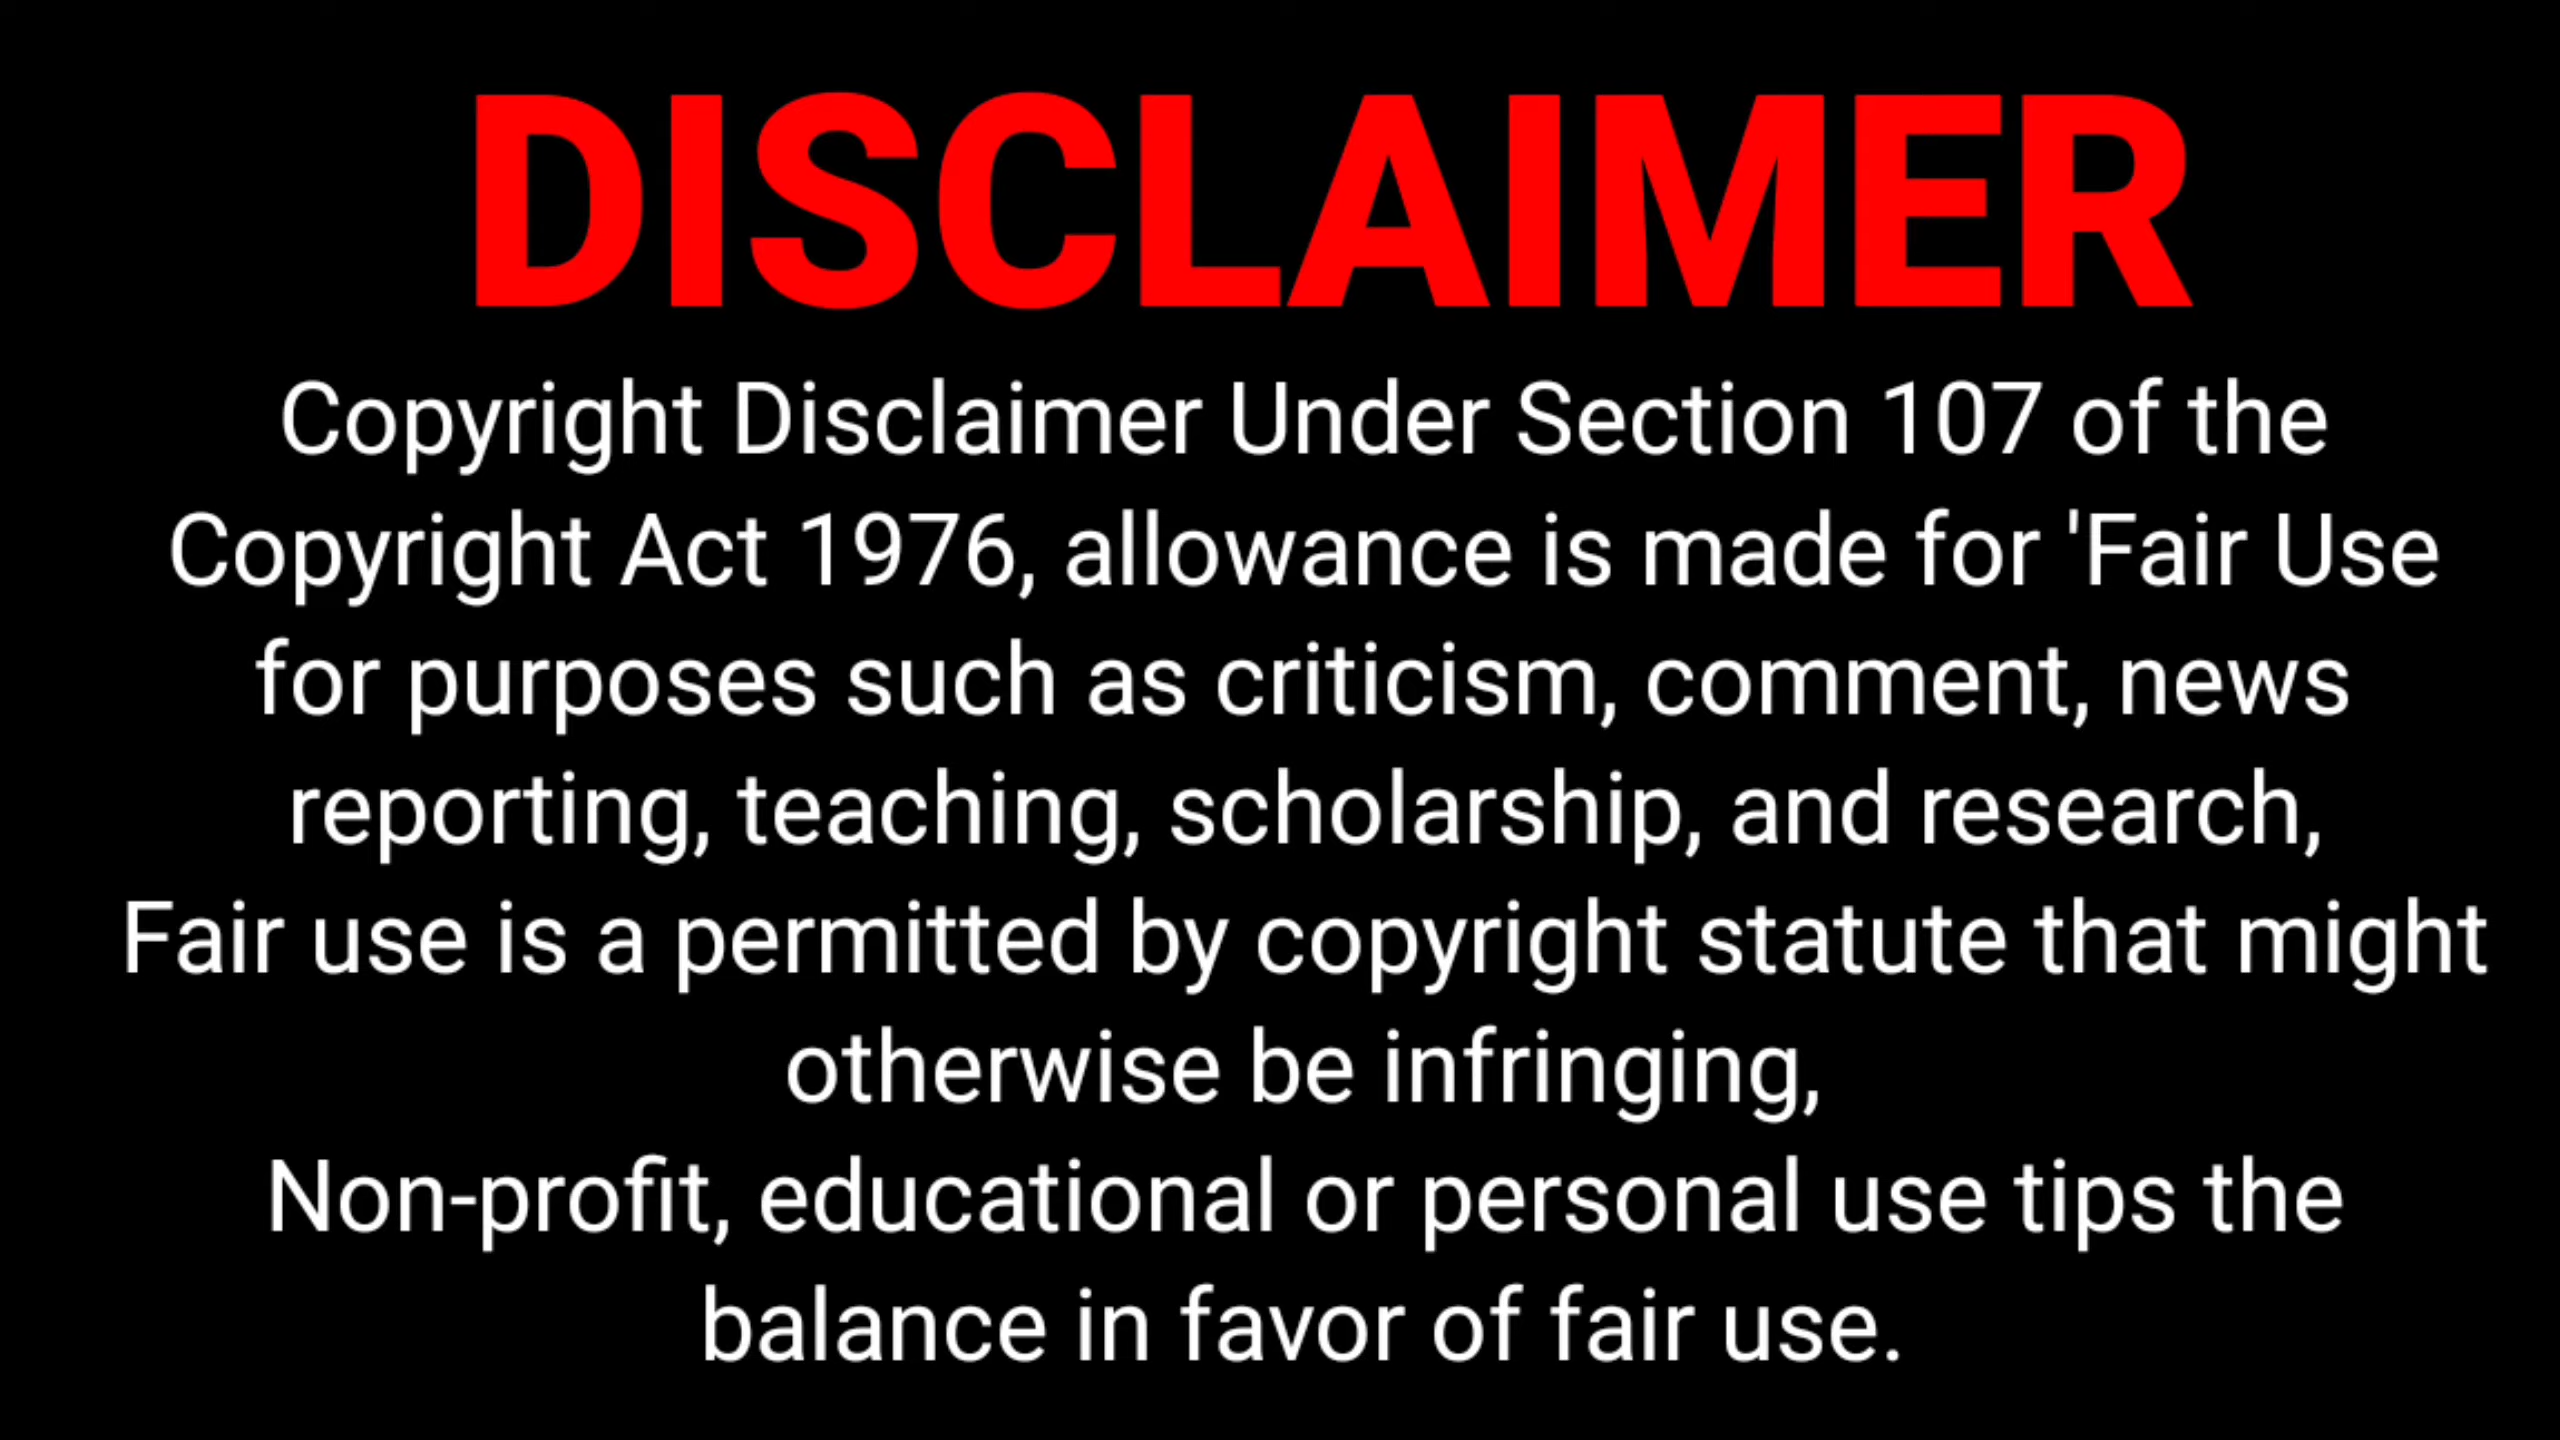 DISCLAIMER
Copyright Disclaimer Under Section 107 of the
Copyright Act 1976, allowance is made for 'Fair Use
for purposes such as criticism, comment, news
reporting, teaching, scholarship, and research,
Fair use is a permitted by copyright statute that might
otherwise be infringing,
Non-profit, educational or personal use tips the
balance in favor of fair use.